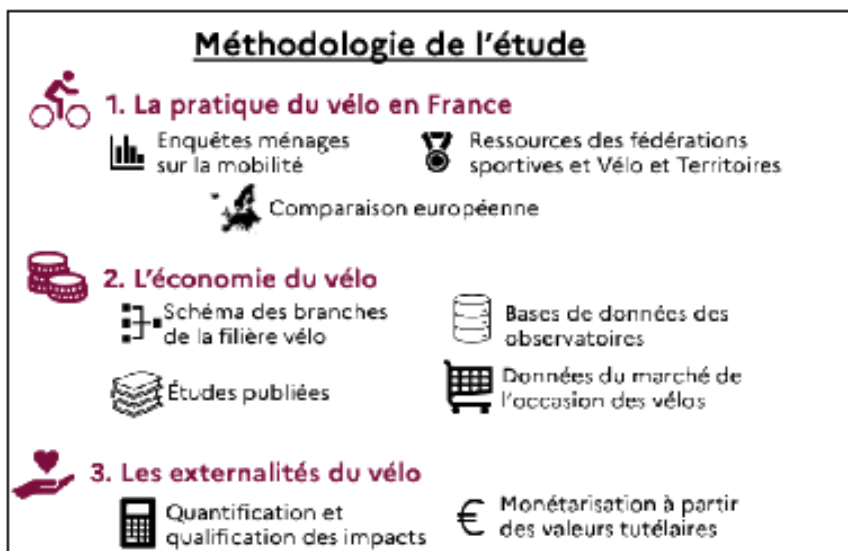 Méthodologie de l'étude
1. La pratique du vélo en France
Enquêtes ménages
sur la mobilité
Ressources des fédérations
sportives et Vélo et Territoires
Comparaison européenne
2. L'économie du vélo
Schéma des branches
de la filière vélo
Bases de données des
observatoires
Études publiées
Données du marché de
l'occasion des vélos
3. Les externalités du vélo
Quantification et
qualification des impacts
€ Monétarisation à partir
des valeurs tutélaires